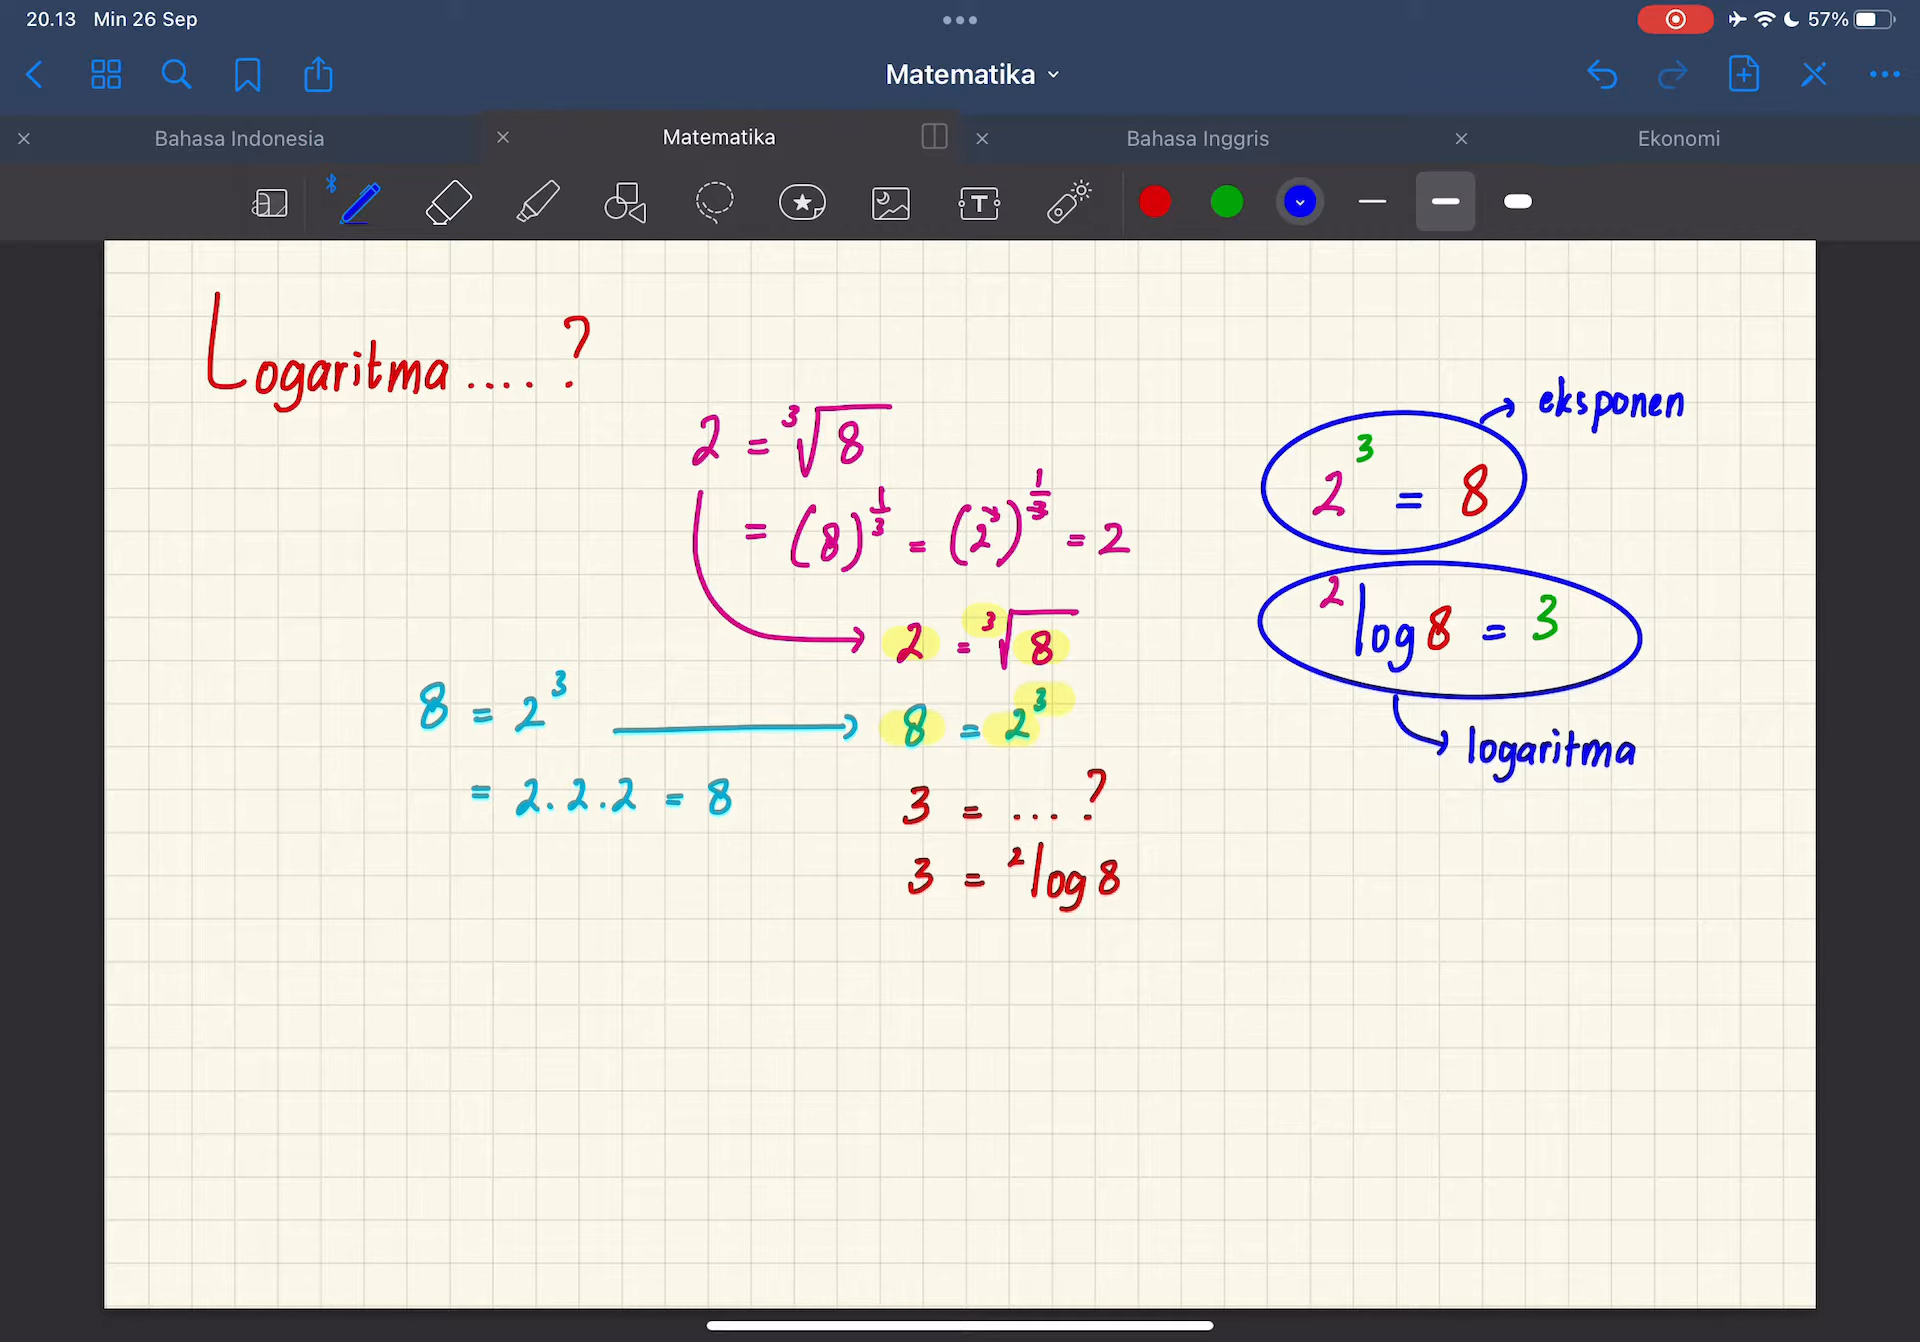 20.13 Min 26 Sep
57%
Matematika
Bahasa Indonesia
Matematika
Bahasa Inggris
Ekonomi
T
Logaritma .... ?
2 = ³√8
= (8)^(1/3) = (2³)^(1/3) = 2
2 = ³√8
8 = 2³
8 = 2³
= 2.2.2 = 8
3 = ... ?
3 = ²log 8
eksponen
2³ = 8
²log 8 = 3
logaritma